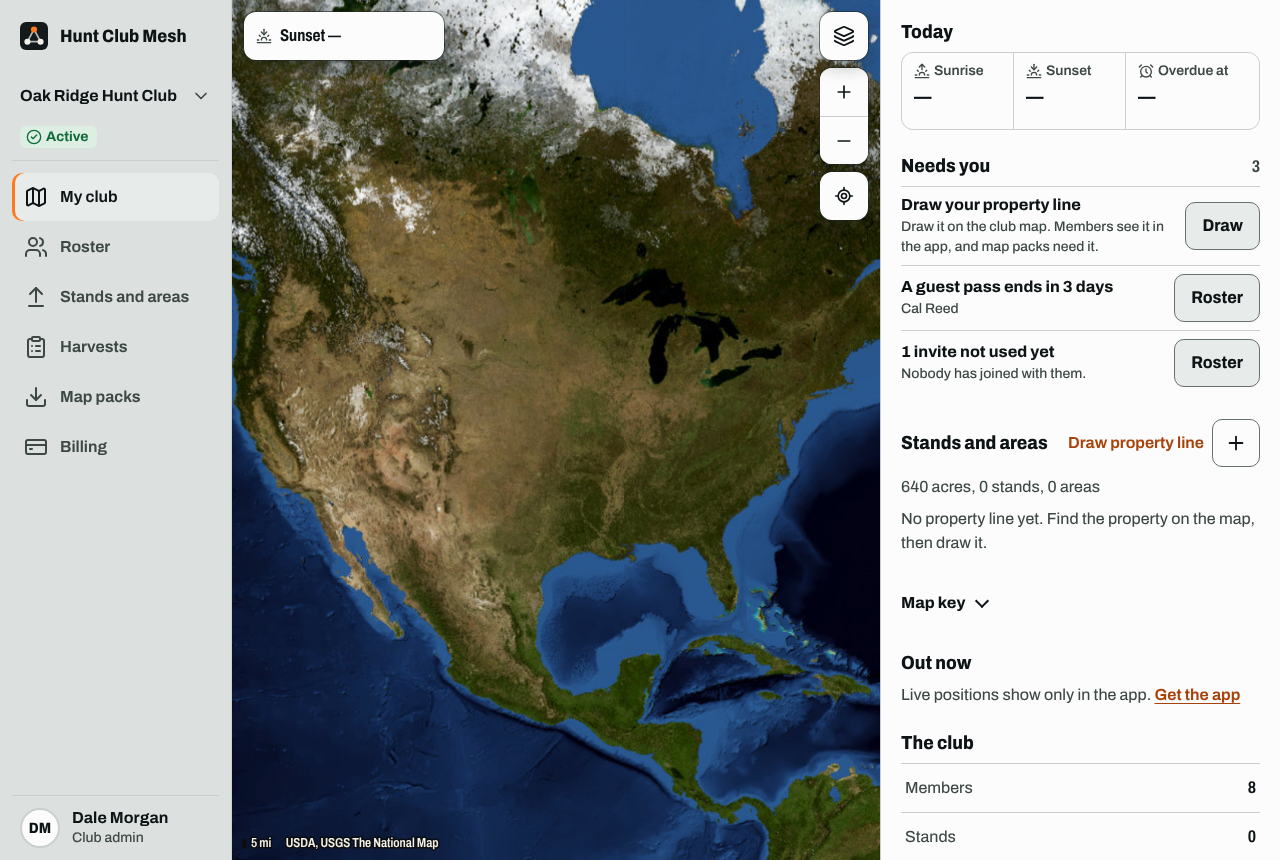 Hunt Club Mesh
Oak Ridge Hunt Club
Active
My club
Roster
Stands and areas
Harvests
Map packs
Billing
DM
Dale Morgan
Club admin
Sunset —
5 mi
USDA, USGS The National Map
Today
Sunrise
—
Sunset
—
Overdue at
—
Needs you
3
Draw your property line
Draw it on the club map. Members see it in
the app, and map packs need it.
Draw
A guest pass ends in 3 days
Cal Reed
Roster
1 invite not used yet
Nobody has joined with them.
Roster
Stands and areas
Draw property line
640 acres, 0 stands, 0 areas
No property line yet. Find the property on the map,
then draw it.
Map key
Out now
Live positions show only in the app. Get the app
The club
Members
8
Stands
0